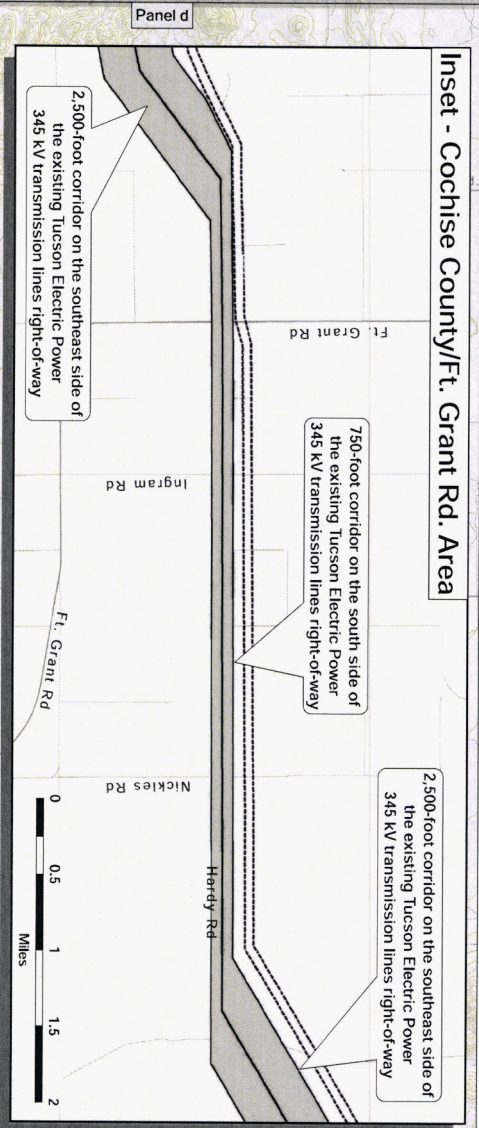 Panel d
Inset - Cochise County/Ft. Grant Rd. Area
2,500-foot corridor on the southeast side of
the existing Tucson Electric Power
345 kV transmission lines right-of-way
750-foot corridor on the south side of
the existing Tucson Electric Power
345 kV transmission lines right-of-way
2,500-foot corridor on the southeast side of
the existing Tucson Electric Power
345 kV transmission lines right-of-way
Ft. Grant Rd
Ingram Rd
Nickles Rd
Hardy Rd
Ft. Grant Rd
0 0.5 1 1.5 2
Miles